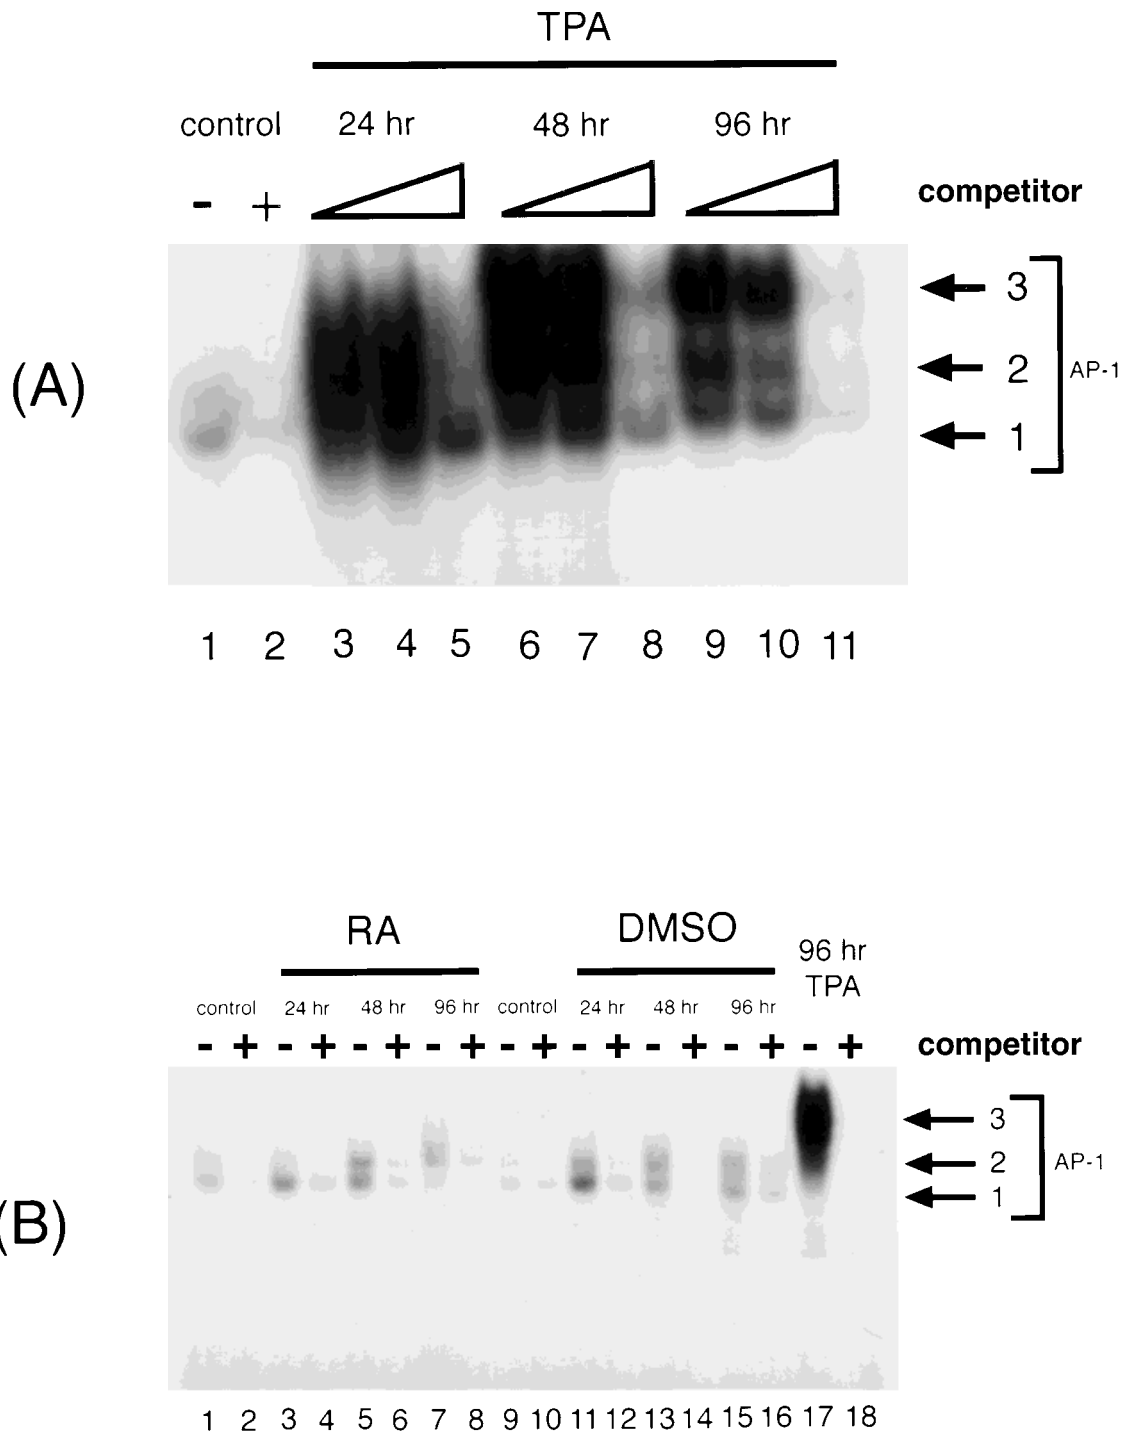 TPA
control 24 hr 48 hr 96 hr
- + competitor
3
(A) 2 AP-1
1
1 2 3 4 5 6 7 8 9 10 11
RA DMSO 96 hr
TPA
control 24 hr 48 hr 96 hr control 24 hr 48 hr 96 hr
- + - + - + - + - + - + - + - + - + competitor
3
2 AP-1
(B) 1
1 2 3 4 5 6 7 8 9 10 11 12 13 14 15 16 17 18